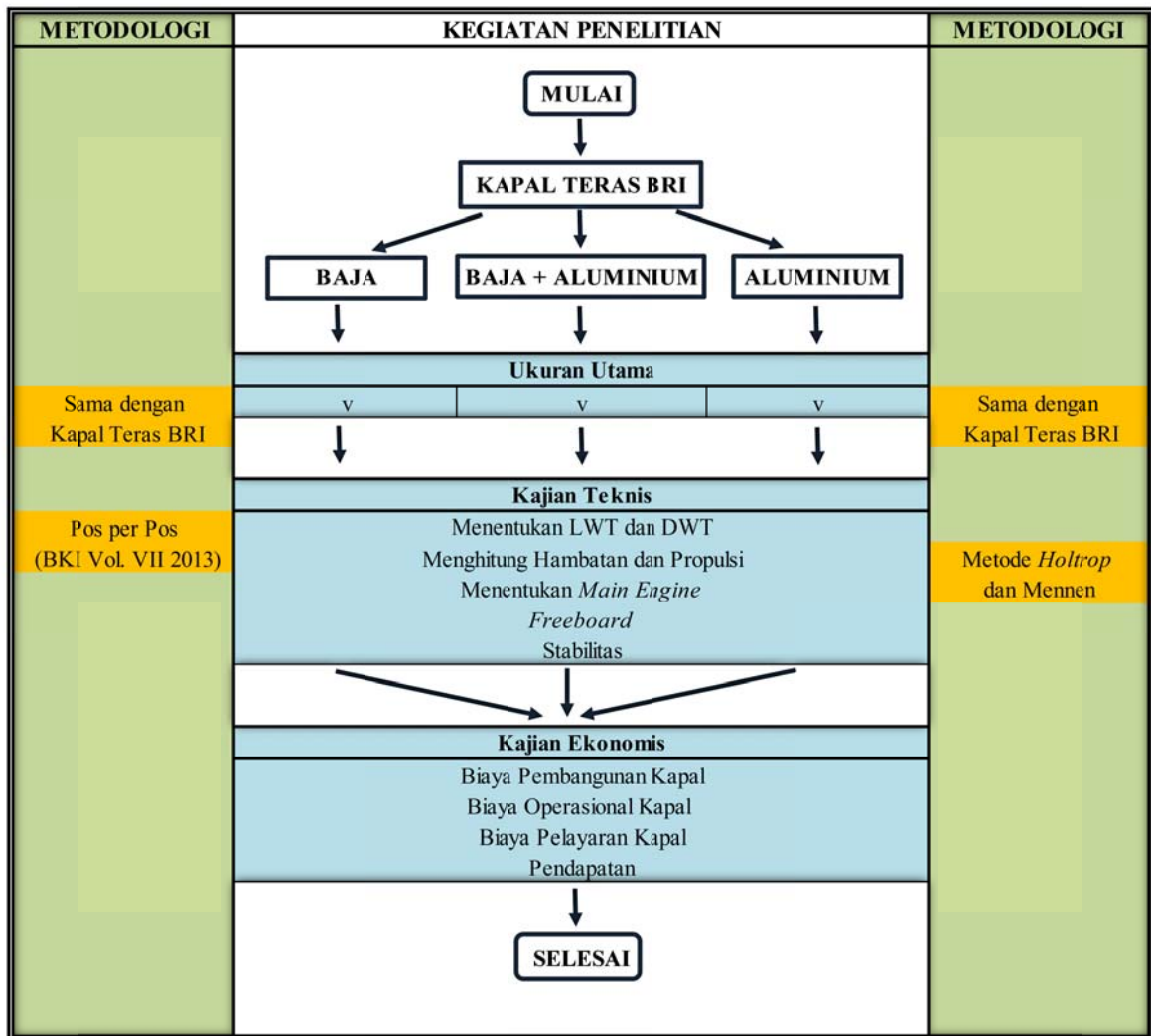 METODOLOGI
KEGIATAN PENELITIAN
METODOLOGI
MULAI
KAPAL TERAS BRI
BAJA
BAJA + ALUMINIUM
ALUMINIUM
Ukuran Utama
Sama dengan
Kapal Teras BRI
v
v
v
Sama dengan
Kapal Teras BRI
Kajian Teknis
Pos per Pos
(BKI Vol. VII 2013)
Menentukan LWT dan DWT
Menghitung Hambatan dan Propulsi
Menentukan Main Engine
Freeboard
Stabilitas
Metode Holtrop
dan Mennen
Kajian Ekonomis
Biaya Pembangunan Kapal
Biaya Operasional Kapal
Biaya Pelayaran Kapal
Pendapatan
SELESAI